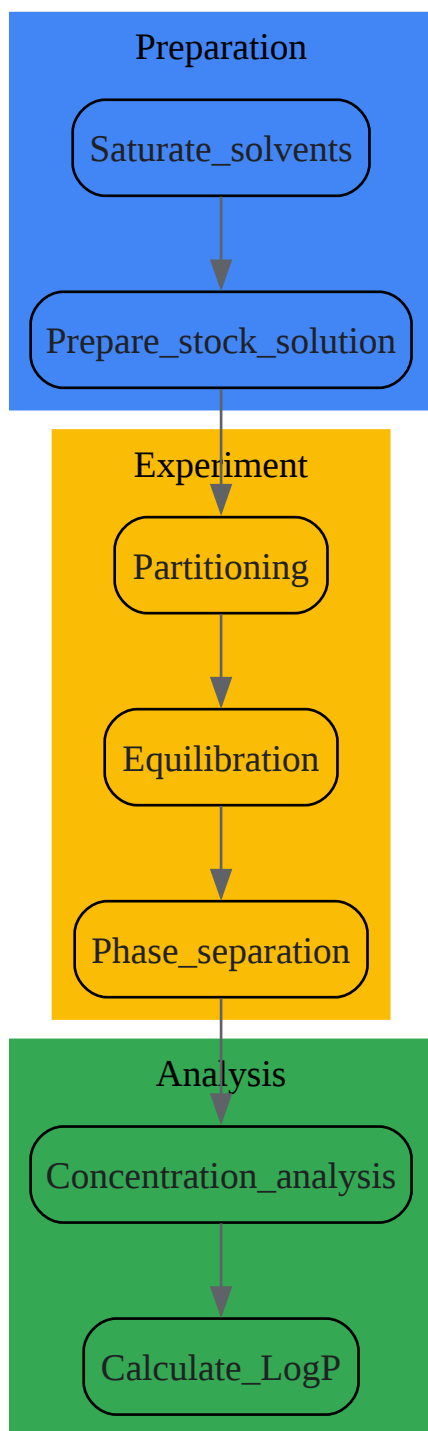 Preparation
Saturate_solvents
Prepare_stock_solution
Experiment
Partitioning
Equilibration
Phase_separation
Analysis
Concentration_analysis
Calculate_LogP